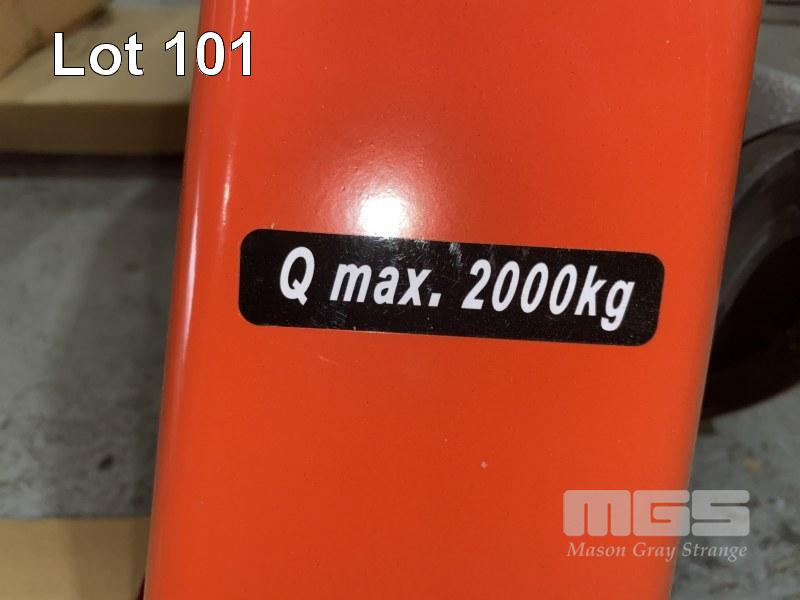 Lot 101
Q max. 2000kg
MGS
Mason Gray Strange